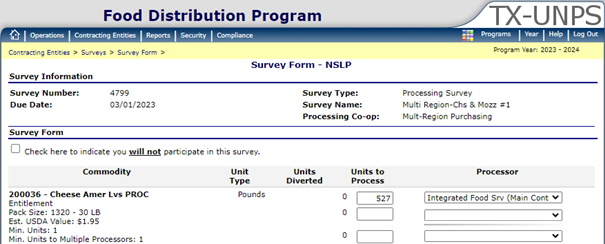 Food Distribution Program
TX-UNPS
Operations | Contracting Entities | Reports | Security | Compliance
Programs | Year | Help | Log Out
Contracting Entities > Surveys > Survey Form >
Program Year: 2023 - 2024
Survey Form - NSLP
Survey Information
Survey Number: 4799 Survey Type: Processing Survey
Due Date: 03/01/2023 Survey Name: Multi Region-Chs & Mozz #1
Processing Co-op: Mult-Region Purchasing
Survey Form
Check here to indicate you will not participate in this survey.
Commodity Unit Type Units Diverted Units to Process Processor
200036 - Cheese Amer Lvs PROC Pounds 0 527 Integrated Food Srv (Main Cont
Entitlement
Pack Size: 1320 - 30 LB 0
Est. USDA Value: $1.95
Min. Units: 1
Min. Units to Multiple Processors: 1 0